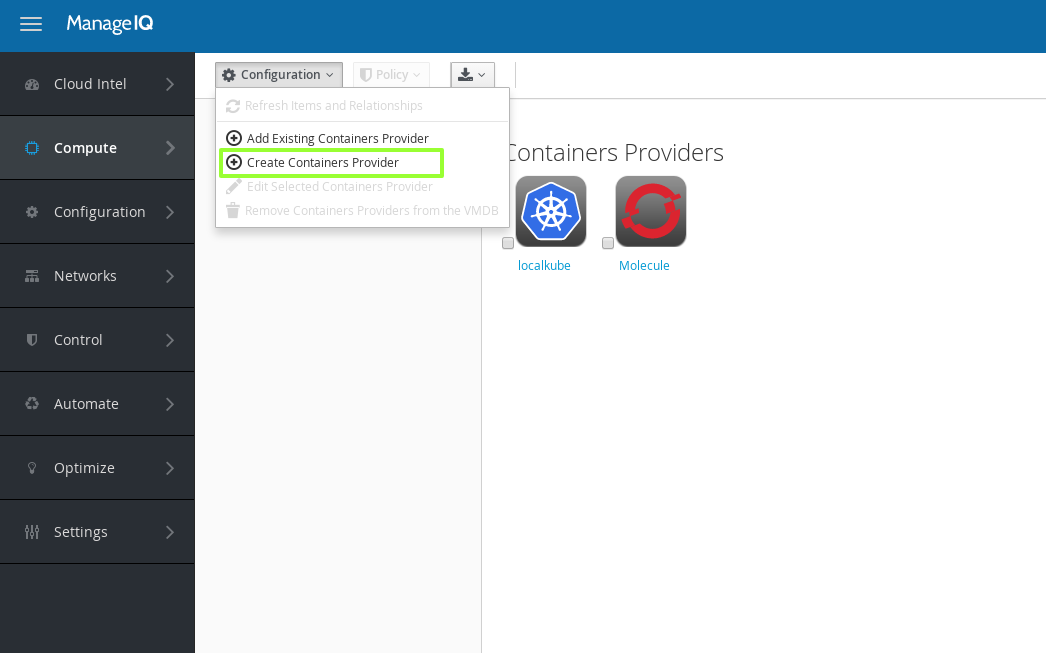 ManageIQ
Cloud Intel
Compute
Configuration
Networks
Control
Automate
Optimize
Settings
Configuration Policy
Refresh Items and Relationships
Add Existing Containers Provider
Create Containers Provider
Edit Selected Containers Provider
Remove Containers Providers from the VMDB
Containers Providers
localkube Molecule